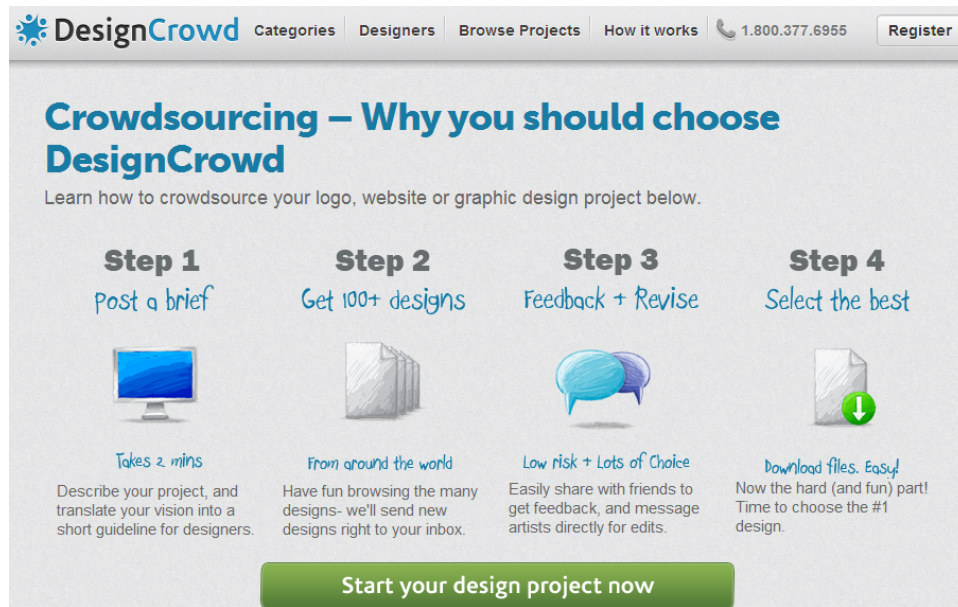 DesignCrowd Categories Designers Browse Projects How it works 1.800.377.6955 Register
Crowdsourcing – Why you should choose
DesignCrowd
Learn how to crowdsource your logo, website or graphic design project below.
Step 1
Post a brief
Takes 2 mins
Describe your project, and
translate your vision into a
short guideline for designers.
Step 2
Get 100+ designs
From around the world
Have fun browsing the many
designs- we'll send new
designs right to your inbox.
Step 3
Feedback + Revise
Low risk + Lots of Choice
Easily share with friends to
get feedback, and message
artists directly for edits.
Step 4
Select the best
Download files. Easy!
Now the hard (and fun) part!
Time to choose the #1
design.
Start your design project now